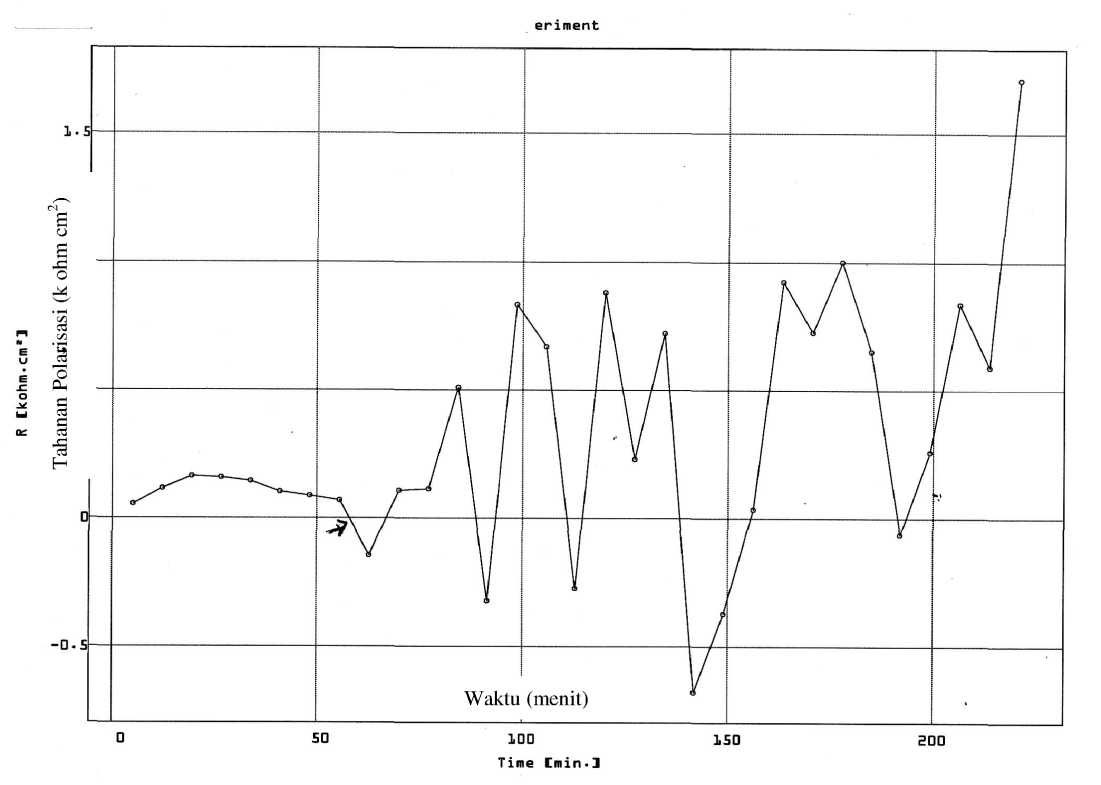 eriment
1.5
0
-0.5
R [kohm.cm²]
Tahanan Polarisasi (k ohm cm²)
Waktu (menit)
0 50 100 150 200
Time [min.]